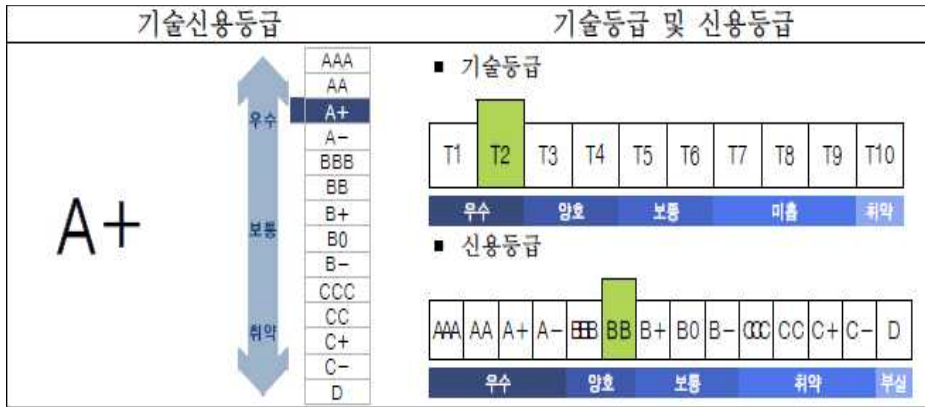 기술신용등급
기술등급 및 신용등급
A+
우수
보통
취약
AAA
AA
A+
A-
BBB
BB
B+
B0
B-
CCC
CC
C+
C-
D
■ 기술등급
T1 T2 T3 T4 T5 T6 T7 T8 T9 T10
우수 양호 보통 미흡 취약
■ 신용등급
AAA AA A+ A- BBB BB B+ B0 B- CCC CC C+ C- D
우수 양호 보통 취약 부실